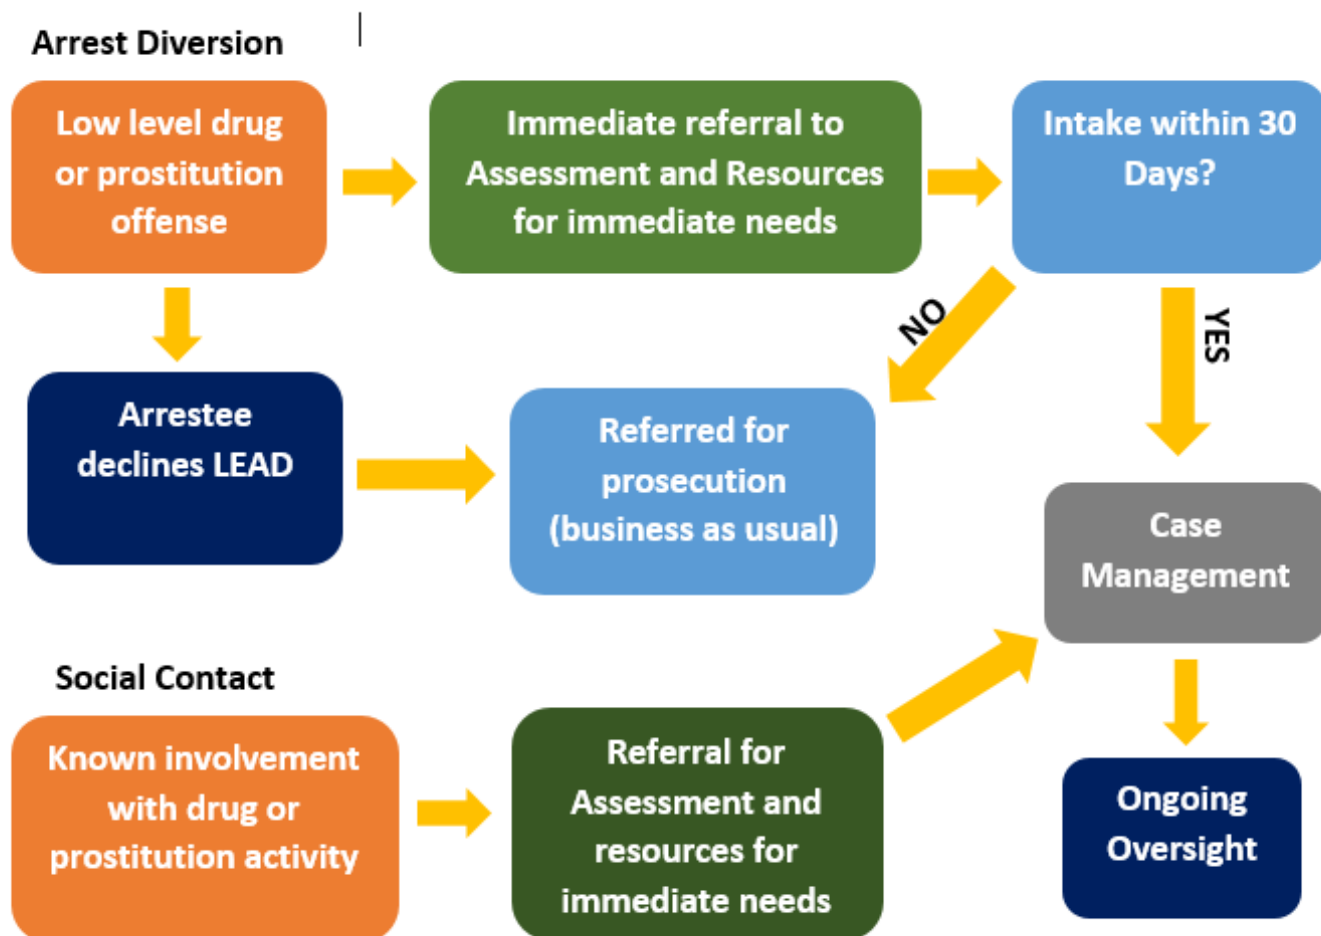 Arrest Diversion
Low level drug
or prostitution
offense
Immediate referral to
Assessment and Resources
for immediate needs
Intake within 30
Days?
NO
YES
Arrestee
declines LEAD
Referred for
prosecution
(business as usual)
Case
Management
Social Contact
Known involvement
with drug or
prostitution activity
Referral for
Assessment and
resources for
immediate needs
Ongoing
Oversight